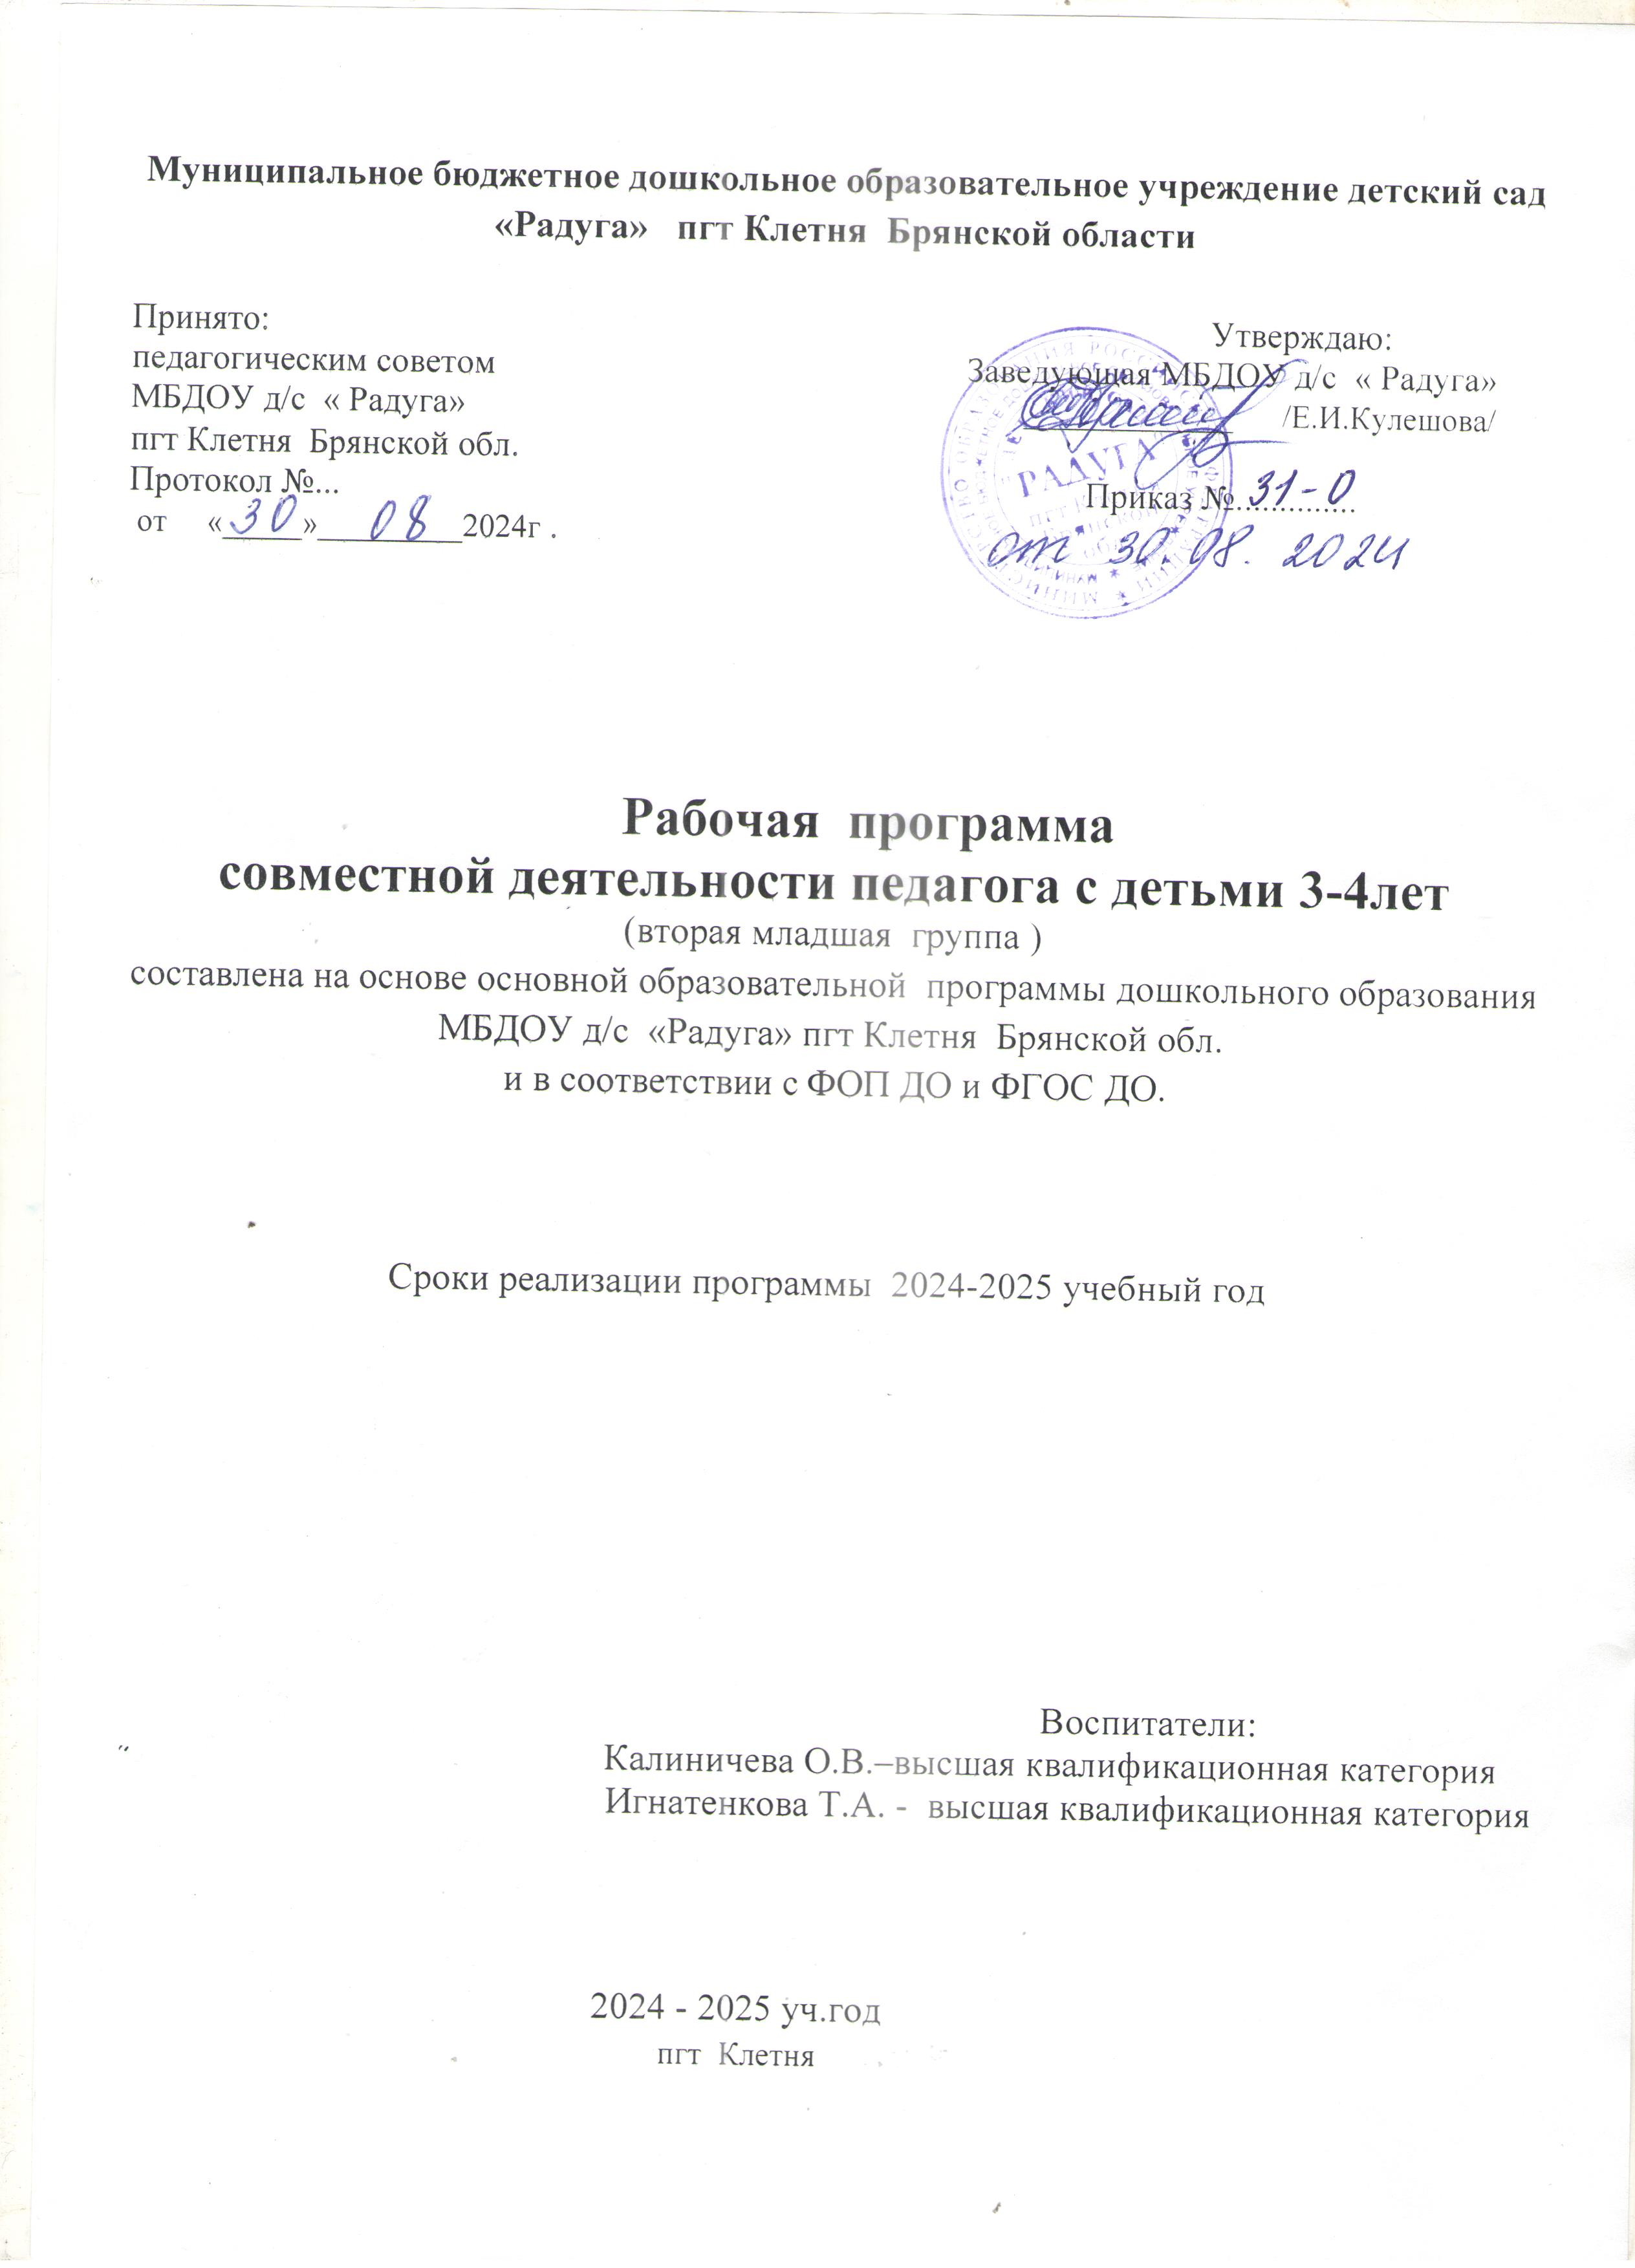 Муниципальное бюджетное дошкольное образовательное учреждение детский сад
«Радуга» пгт Клетня Брянской области
Принято:
педагогическим советом
МБДОУ д/с « Радуга»
пгт Клетня Брянской обл.
Протокол №...
от «30» 08 2024г .
Утверждаю:
Заведующая МБДОУ д/с « Радуга»
/Е.И.Кулешова/
"РАДУГА"
Приказ №31-0
от 30.08. 2024
Рабочая программа
совместной деятельности педагога с детьми 3-4лет
(вторая младшая группа )
составлена на основе основной образовательной программы дошкольного образования
МБДОУ д/с «Радуга» пгт Клетня Брянской обл.
и в соответствии с ФОП ДО и ФГОС ДО.
Сроки реализации программы 2024-2025 учебный год
Воспитатели:
Калиничева О.В.–высшая квалификационная категория
Игнатенкова Т.А. - высшая квалификационная категория
2024 - 2025 уч.год
пгт Клетня